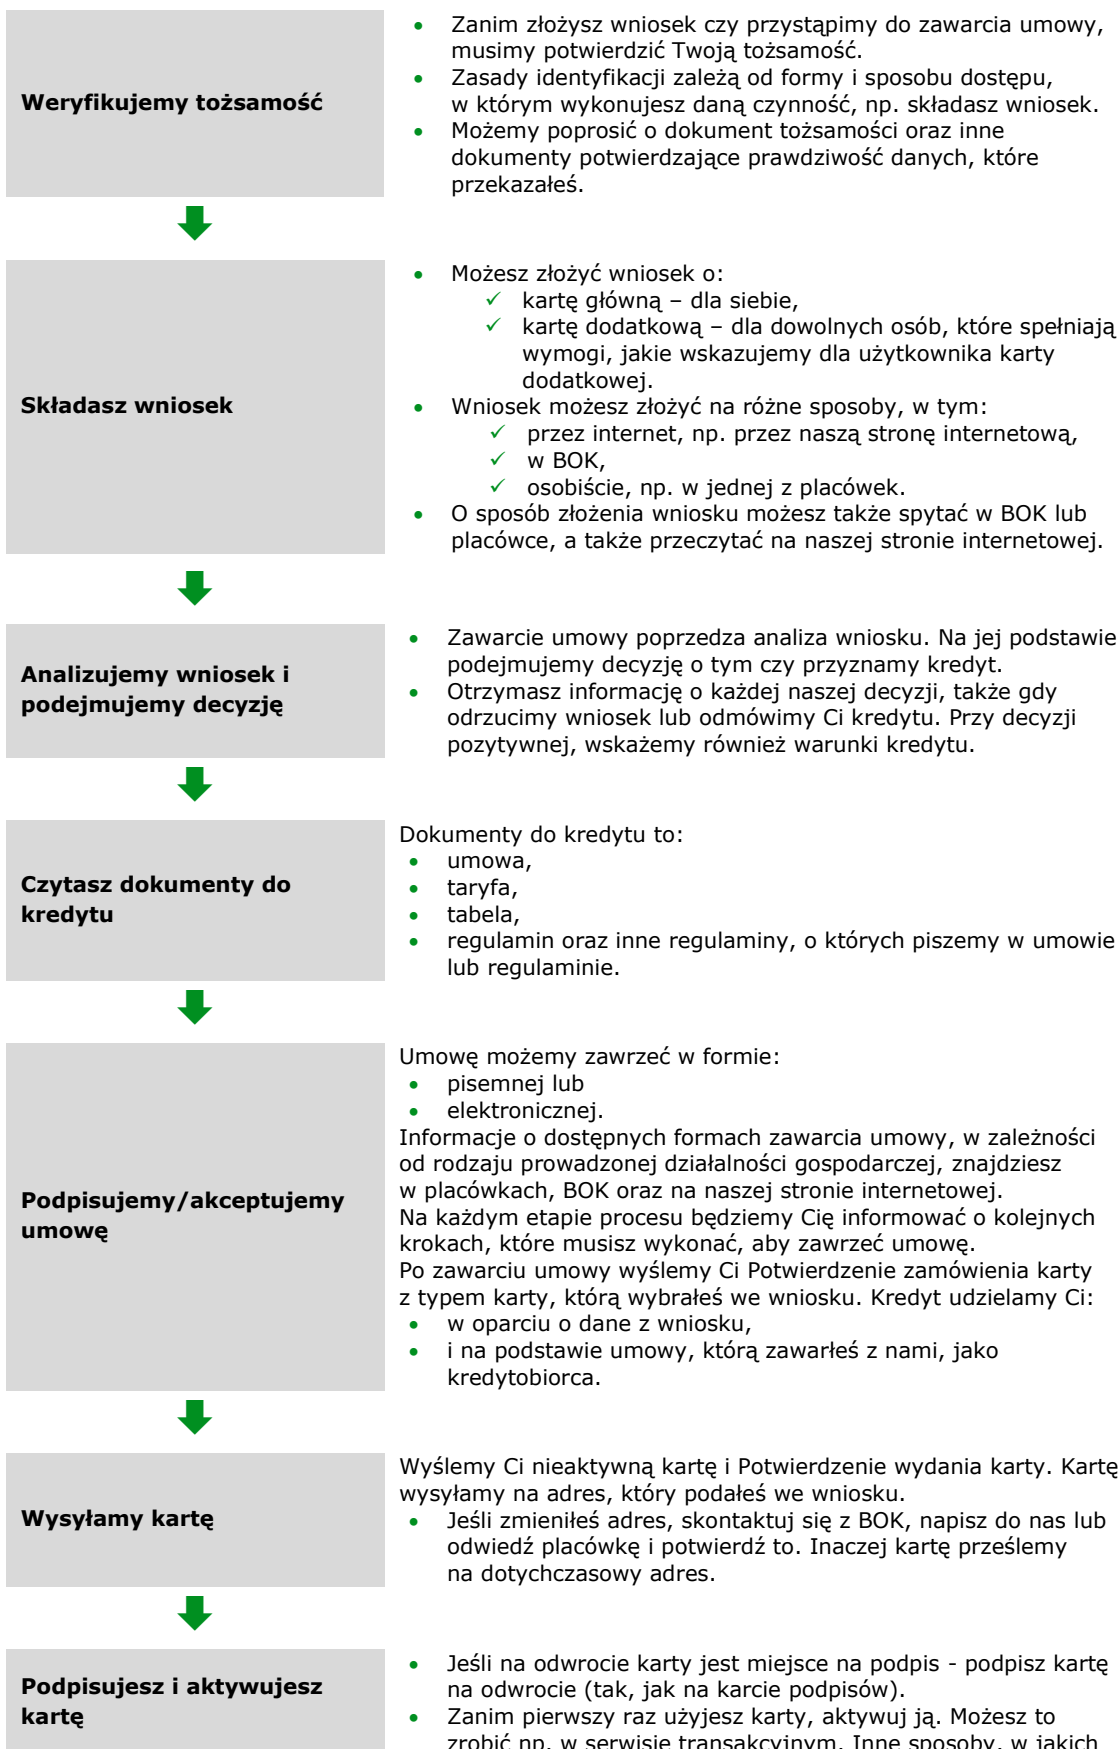 Weryfikujemy tożsamość
• Zanim złożysz wniosek czy przystąpimy do zawarcia umowy,
musimy potwierdzić Twoją tożsamość.
• Zasady identyfikacji zależą od formy i sposobu dostępu,
w którym wykonujesz daną czynność, np. składasz wniosek.
• Możemy poprosić o dokument tożsamości oraz inne
dokumenty potwierdzające prawdziwość danych, które
przekazałeś.
Składasz wniosek
• Możesz złożyć wniosek o:
✓ kartę główną – dla siebie,
✓ kartę dodatkową – dla dowolnych osób, które spełniają
wymogi, jakie wskazujemy dla użytkownika karty
dodatkowej.
• Wniosek możesz złożyć na różne sposoby, w tym:
✓ przez internet, np. przez naszą stronę internetową,
✓ w BOK,
✓ osobiście, np. w jednej z placówek.
• O sposób złożenia wniosku możesz także spytać w BOK lub
placówce, a także przeczytać na naszej stronie internetowej.
Analizujemy wniosek i
podejmujemy decyzję
• Zawarcie umowy poprzedza analiza wniosku. Na jej podstawie
podejmujemy decyzję o tym czy przyznamy kredyt.
• Otrzymasz informację o każdej naszej decyzji, także gdy
odrzucimy wniosek lub odmówimy Ci kredytu. Przy decyzji
pozytywnej, wskażemy również warunki kredytu.
Czytasz dokumenty do
kredytu
Dokumenty do kredytu to:
• umowa,
• taryfa,
• tabela,
• regulamin oraz inne regulaminy, o których piszemy w umowie
lub regulaminie.
Podpisujemy/akceptujemy
umowę
Umowę możemy zawrzeć w formie:
• pisemnej lub
• elektronicznej.
Informacje o dostępnych formach zawarcia umowy, w zależności
od rodzaju prowadzonej działalności gospodarczej, znajdziesz
w placówkach, BOK oraz na naszej stronie internetowej.
Na każdym etapie procesu będziemy Cię informować o kolejnych
krokach, które musisz wykonać, aby zawrzeć umowę.
Po zawarciu umowy wyślemy Ci Potwierdzenie zamówienia karty
z typem karty, którą wybrałeś we wniosku. Kredyt udzielamy Ci:
• w oparciu o dane z wniosku,
• i na podstawie umowy, którą zawarłeś z nami, jako
kredytobiorca.
Wysyłamy kartę
Wyślemy Ci nieaktywną kartę i Potwierdzenie wydania karty. Kartę
wysyłamy na adres, który podałeś we wniosku.
• Jeśli zmieniłeś adres, skontaktuj się z BOK, napisz do nas lub
odwiedź placówkę i potwierdź to. Inaczej kartę prześlemy
na dotychczasowy adres.
Podpisujesz i aktywujesz
kartę
• Jeśli na odwrocie karty jest miejsce na podpis - podpisz kartę
na odwrocie (tak, jak na karcie podpisów).
• Zanim pierwszy raz użyjesz karty, aktywuj ją. Możesz to
zrobić np. w serwisie transakcyjnym. Inne sposoby, w jakich